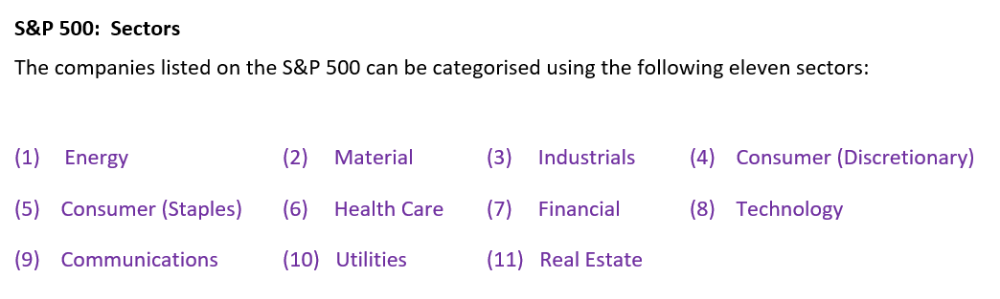 S&P 500: Sectors
The companies listed on the S&P 500 can be categorised using the following eleven sectors:
(1) Energy (2) Material (3) Industrials (4) Consumer (Discretionary)
(5) Consumer (Staples) (6) Health Care (7) Financial (8) Technology
(9) Communications (10) Utilities (11) Real Estate